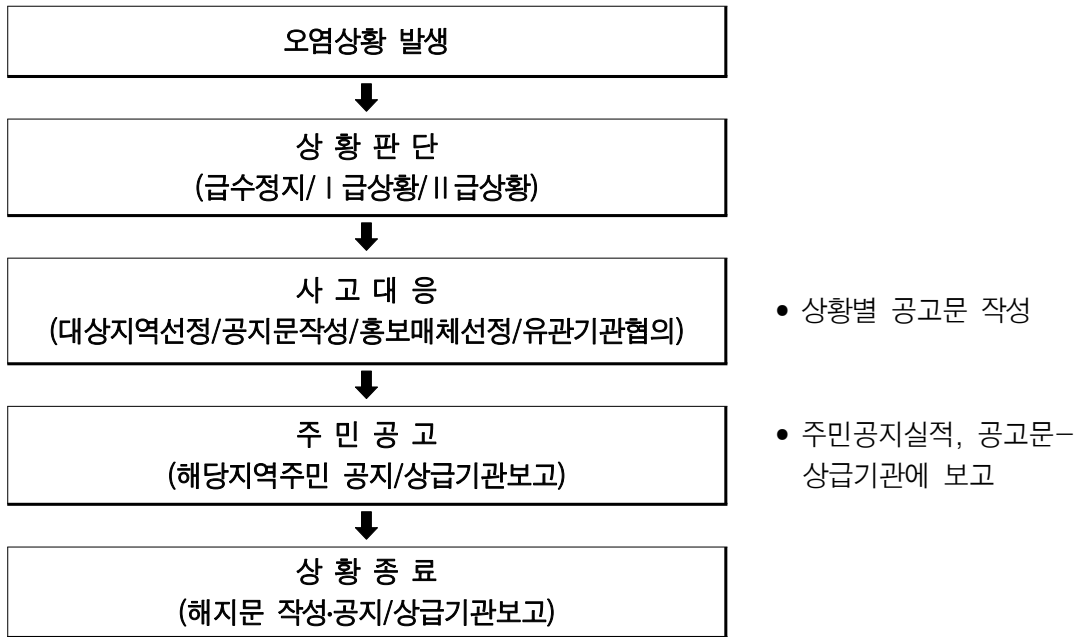 오염상황 발생
상 황 판 단
(급수정지/Ⅰ급상황/Ⅱ급상황)
사 고 대 응
(대상지역선정/공지문작성/홍보매체선정/유관기관협의)
• 상황별 공고문 작성
주 민 공 고
(해당지역주민 공지/상급기관보고)
• 주민공지실적, 공고문-
상급기관에 보고
상 황 종 료
(해지문 작성·공지/상급기관보고)